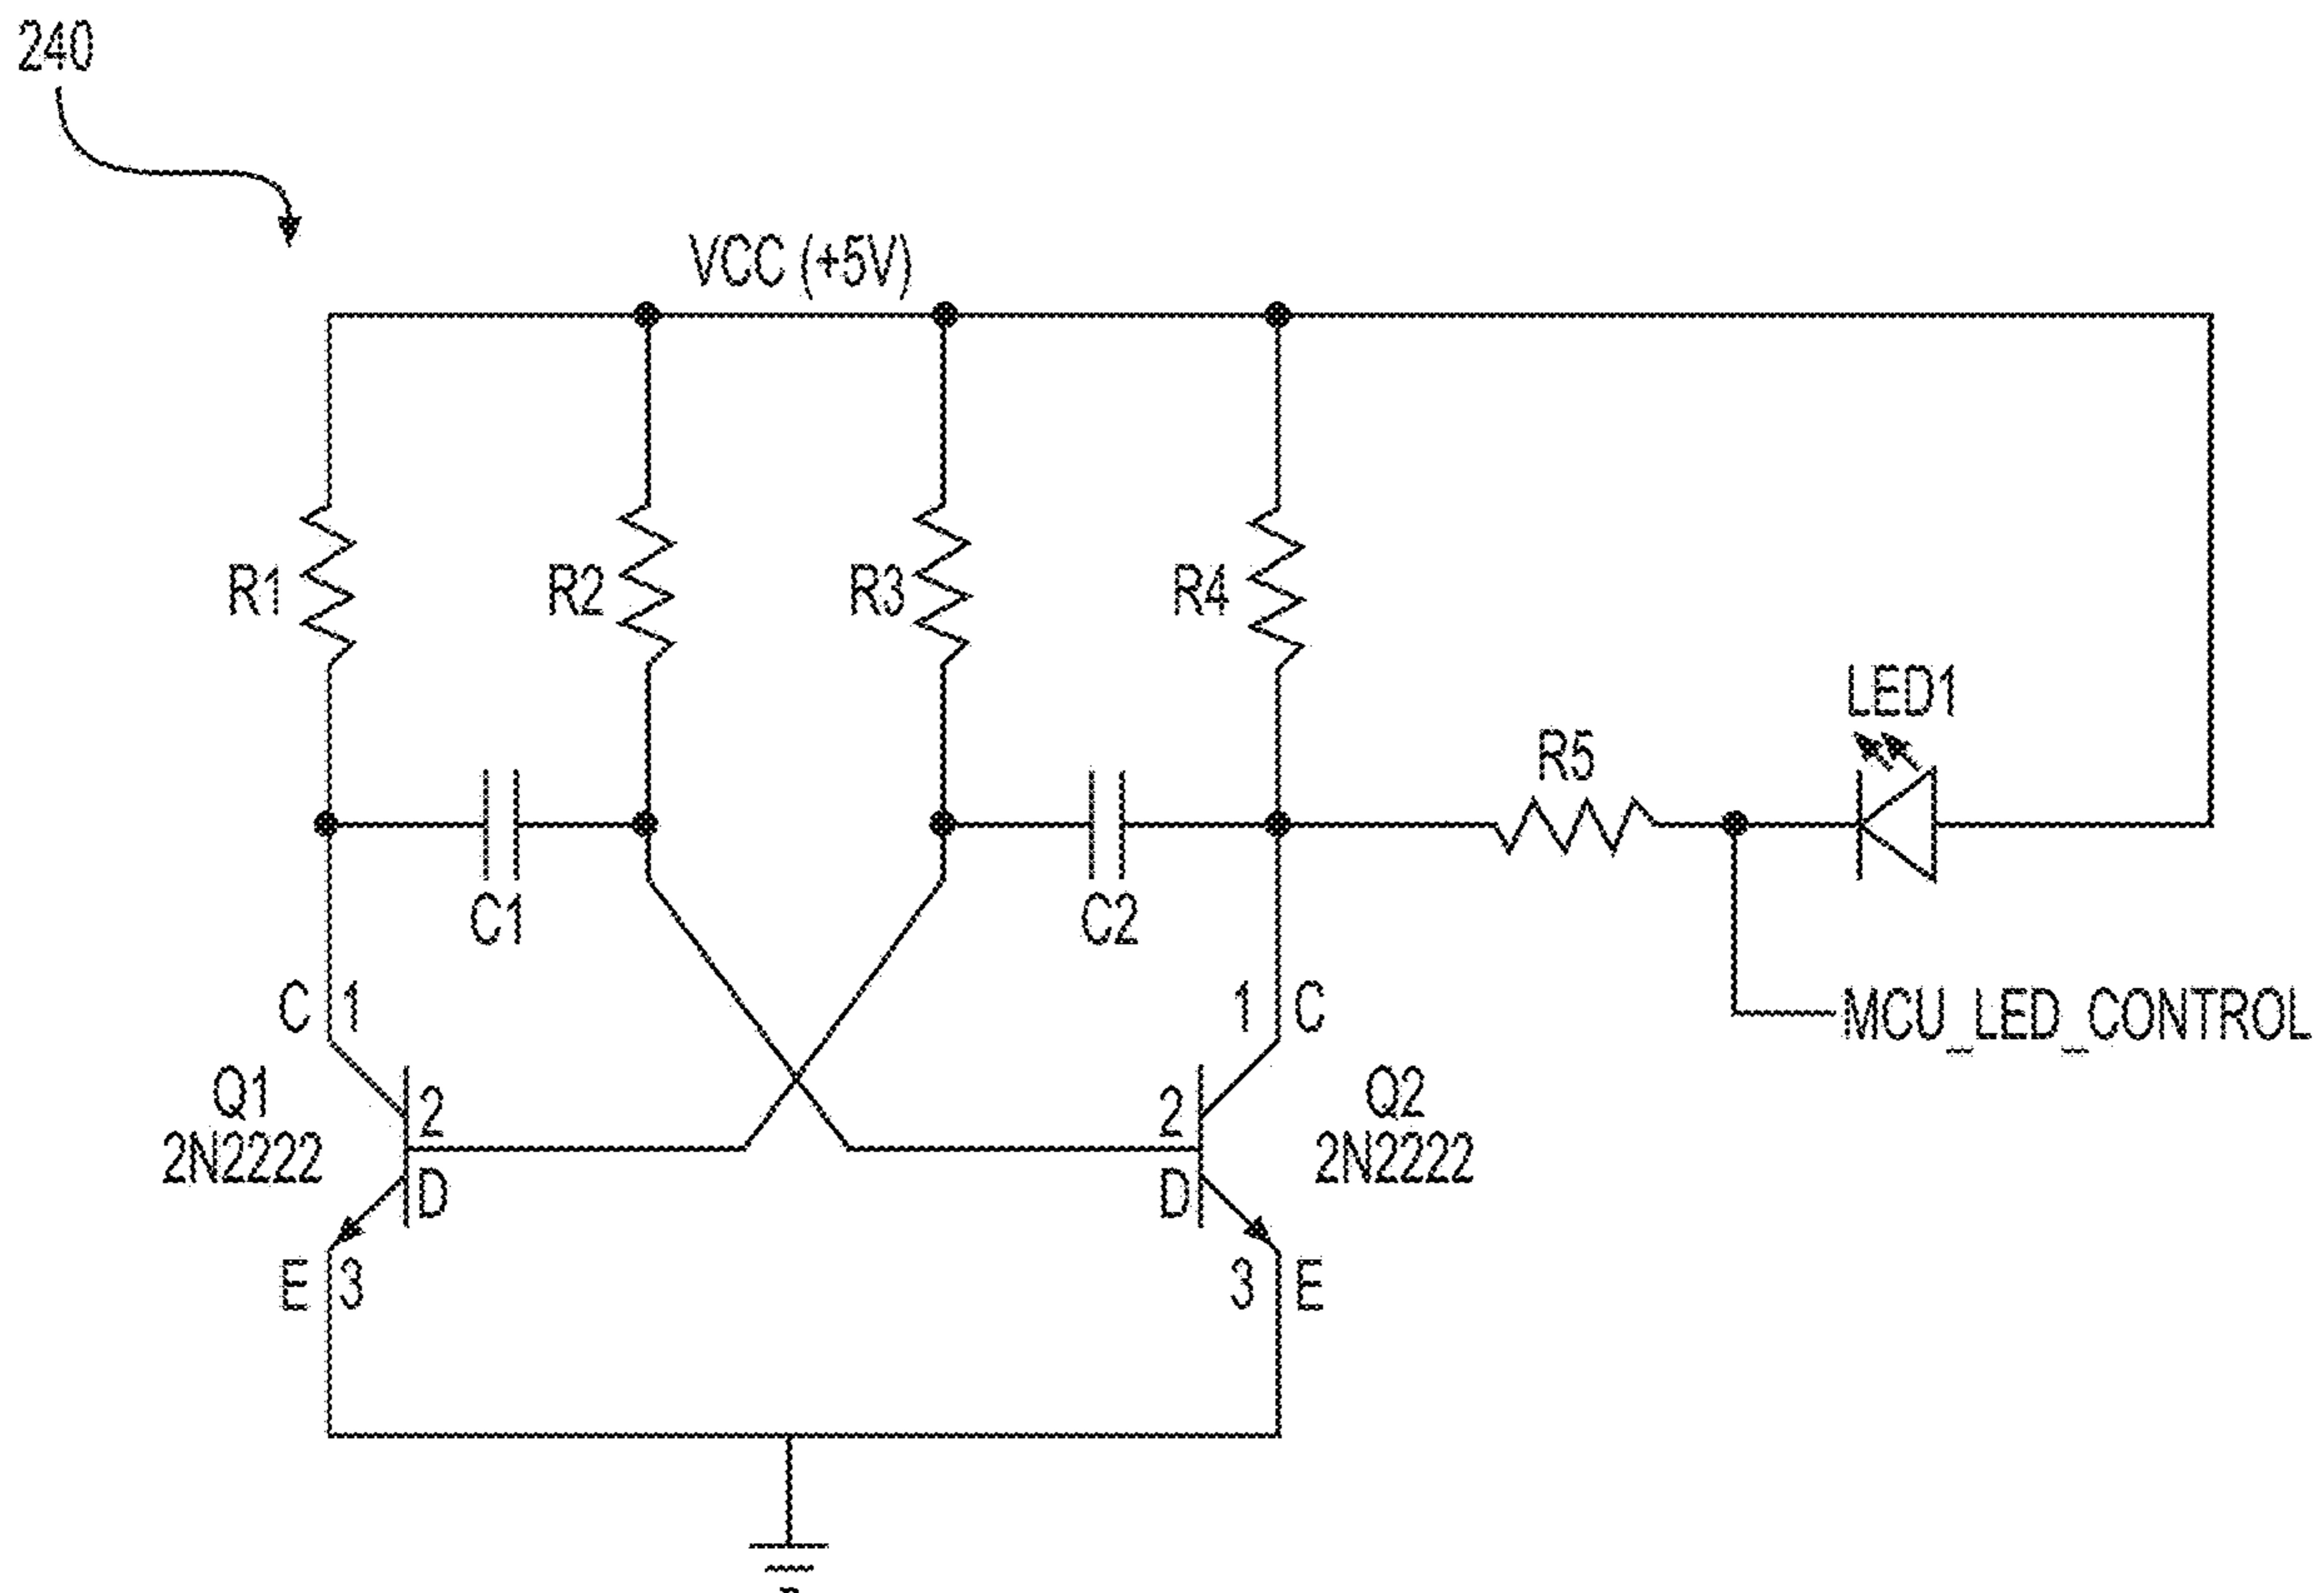 240
VCC (+5V)
R1
R2
R3
R4
LED1
R5
C1
C2
C 1
1 C
MCU_LED_CONTROL
Q1
2N2222
2
D
2
D
Q2
2N2222
E 3
3 E